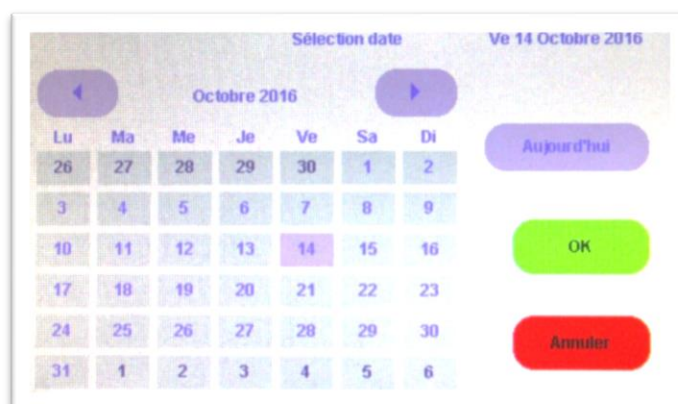 Sélection date
Ve 14 Octobre 2016
Octobre 2016
Lu Ma Me Je Ve Sa Di
26 27 28 29 30 1 2
3 4 5 6 7 8 9
10 11 12 13 14 15 16
17 18 19 20 21 22 23
24 25 26 27 28 29 30
31 1 2 3 4 5 6
Aujourd'hui
OK
Annuler